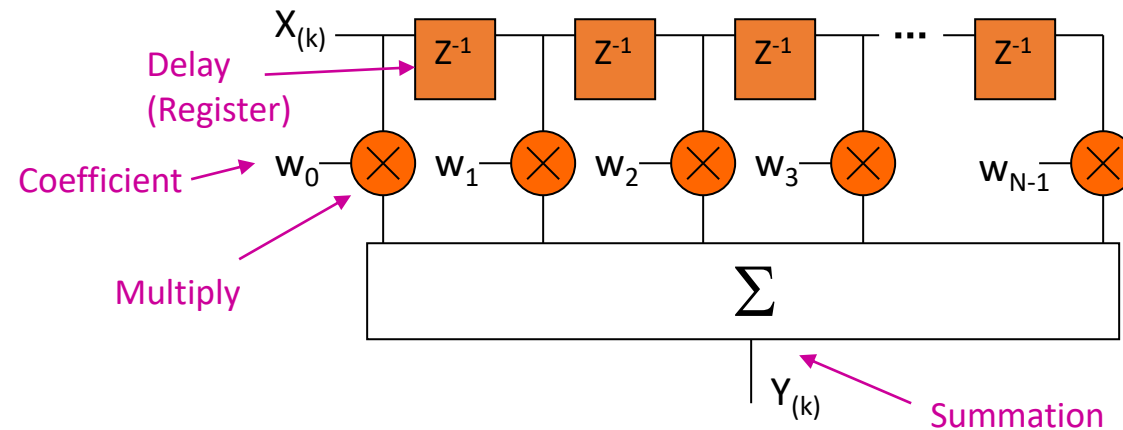 X(k)
Z-1 Z-1 Z-1 ... Z-1
Delay
(Register)
Coefficient
w0 w1 w2 w3 wN-1
Multiply
Σ
Y(k)
Summation